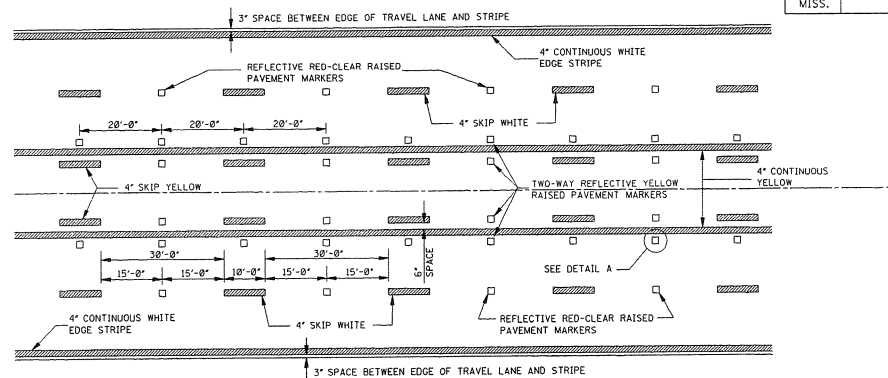 MISS.
3" SPACE BETWEEN EDGE OF TRAVEL LANE AND STRIPE
4" CONTINUOUS WHITE
EDGE STRIPE
REFLECTIVE RED-CLEAR RAISED
PAVEMENT MARKERS
4" SKIP WHITE
20'-0" 20'-0" 20'-0"
4" SKIP YELLOW
TWO-WAY REFLECTIVE YELLOW
RAISED PAVEMENT MARKERS
4" CONTINUOUS
YELLOW
30'-0" 30'-0"
15'-0" 15'-0" 10'-0" 15'-0" 15'-0"
6"
SPACE
SEE DETAIL A
4" CONTINUOUS WHITE
EDGE STRIPE
4" SKIP WHITE
REFLECTIVE RED-CLEAR RAISED
PAVEMENT MARKERS
3" SPACE BETWEEN EDGE OF TRAVEL LANE AND STRIPE